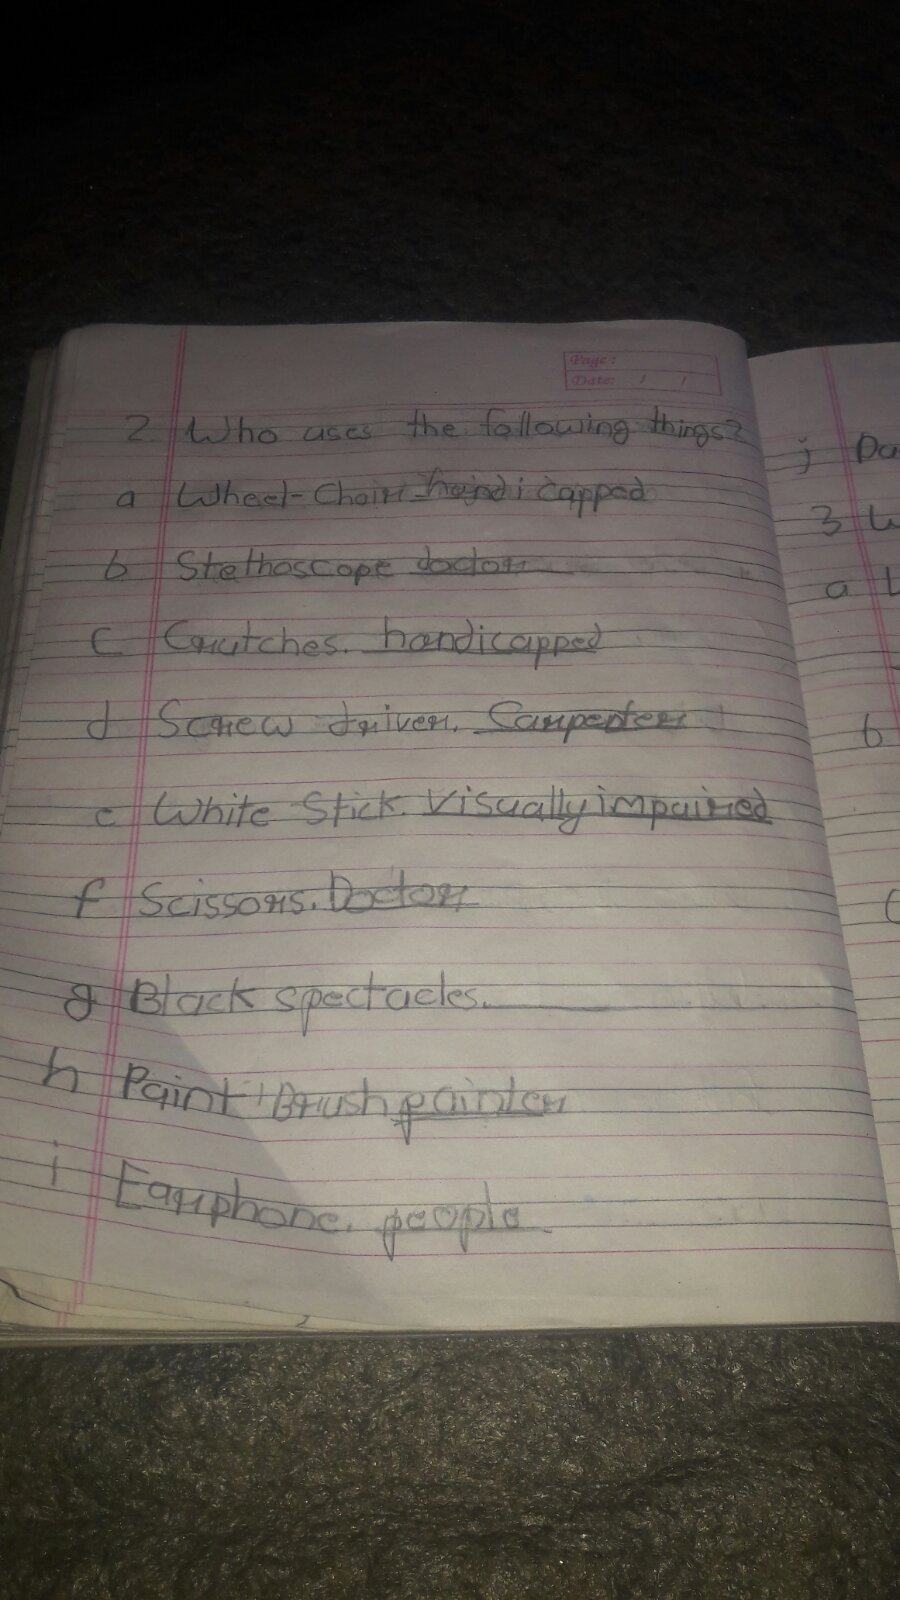 Page:
Date: / /
2 Who uses the following things?
a Wheel-Chair handicapped
b Stethoscope doctor
c Crutches. handicapped
d Screw driver. Carpenter
e White Stick. Visually impaired
f Scissors. Doctor
g Black spectacles.
h Paint Brush painter
i Earphone. people
j
3
a
b